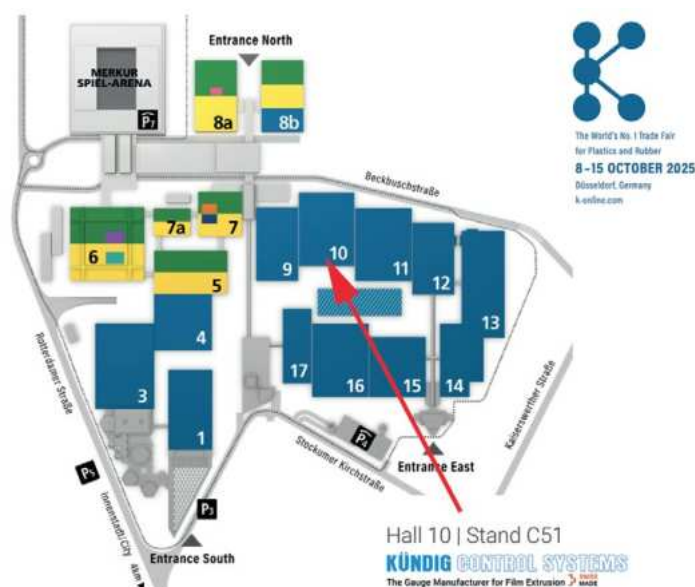 Entrance North
MERKUR
SPIEL-ARENA
P7
8a
8b
The World's No. 1 Trade Fair
for Plastics and Rubber
8-15 OCTOBER 2025
Düsseldorf, Germany
k-online.com
Beckbuschstraße
6
7a
7
5
9
10
11
12
13
4
3
1
17
16
15
14
Rotterdamer Straße
Kaiserswerther Straße
P4
Stockumer Kirchstraße
Entrance East
P5
P3
Innenstadt/City
4km
Entrance South
Hall 10 | Stand C51
KÜNDIG CONTROL SYSTEMS
The Gauge Manufacturer for Film Extrusion
SWISS
MADE